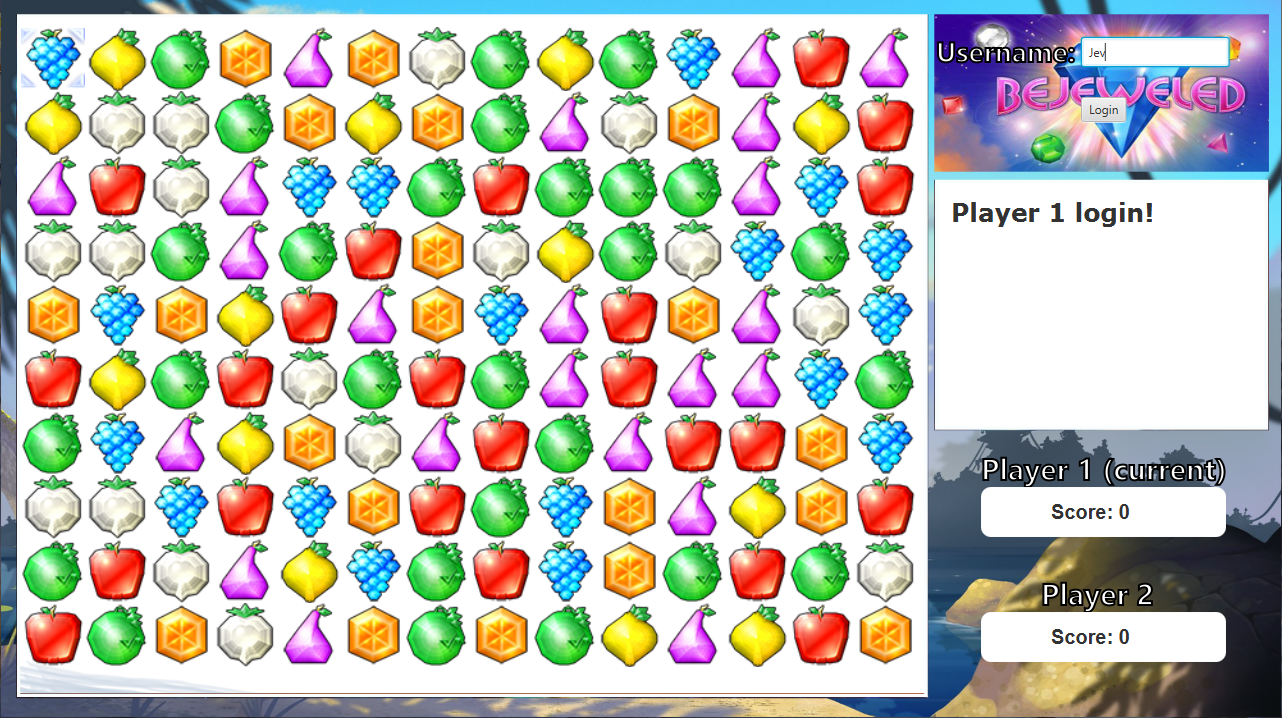 Username: Jev
BEJEWELED
Login
Player 1 login!
Player 1 (current)
Score: 0
Player 2
Score: 0